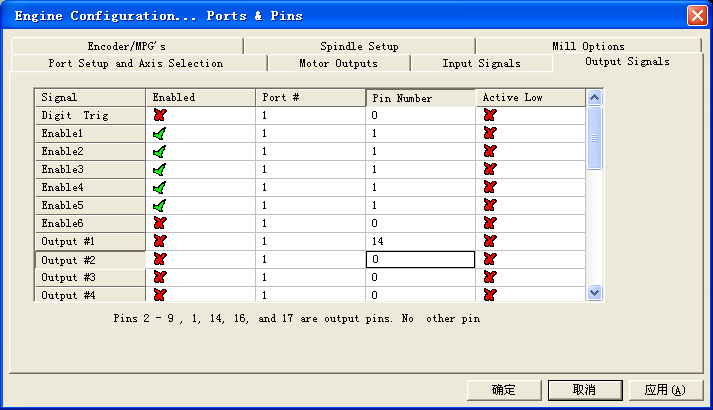 Engine Configuration... Ports & Pins
Encoder/MPG's Spindle Setup Mill Options
Port Setup and Axis Selection Motor Outputs Input Signals Output Signals
Signal Enabled Port # Pin Number Active Low
Digit Trig 1 0
Enable1 1 1
Enable2 1 1
Enable3 1 1
Enable4 1 1
Enable5 1 1
Enable6 1 0
Output #1 1 14
Output #2 1 0
Output #3 1 0
Output #4 1 0
Pins 2 - 9 , 1, 14, 16, and 17 are output pins. No other pin
确定 取消 应用(A)